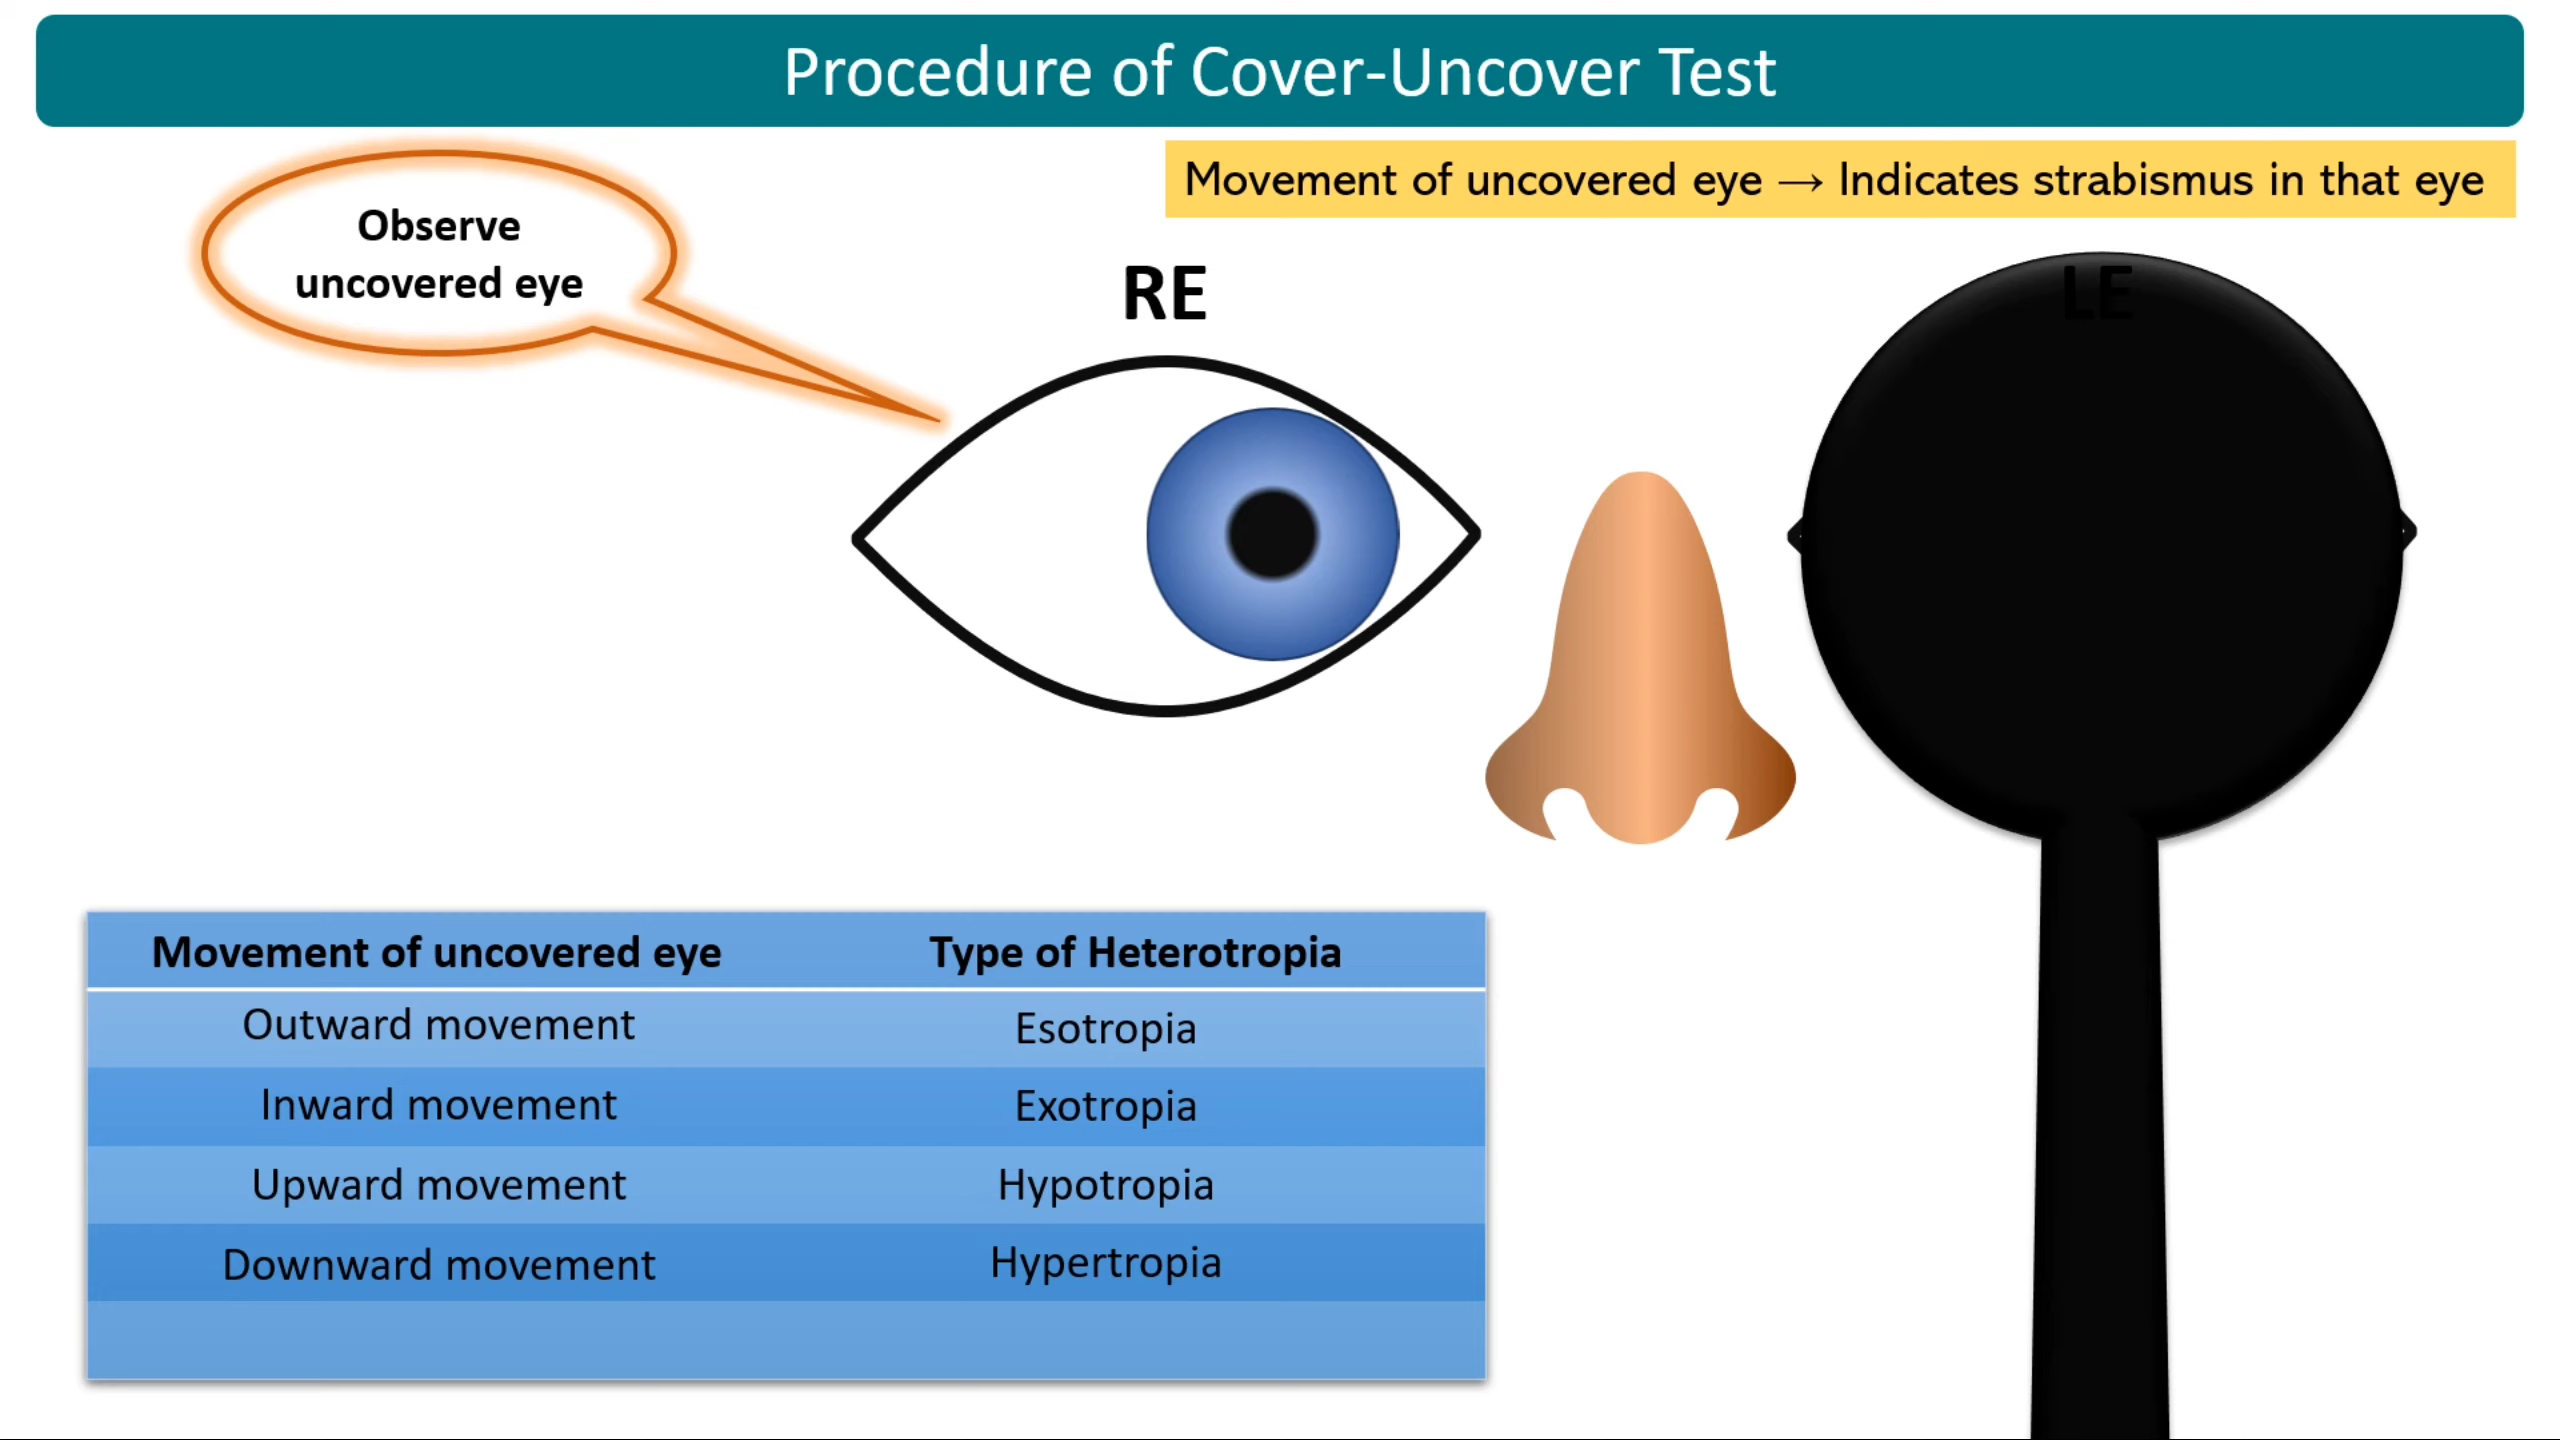 Procedure of Cover-Uncover Test
Movement of uncovered eye → Indicates strabismus in that eye
Observe
uncovered eye
RE
LE
Movement of uncovered eye Type of Heterotropia
Outward movement Esotropia
Inward movement Exotropia
Upward movement Hypotropia
Downward movement Hypertropia